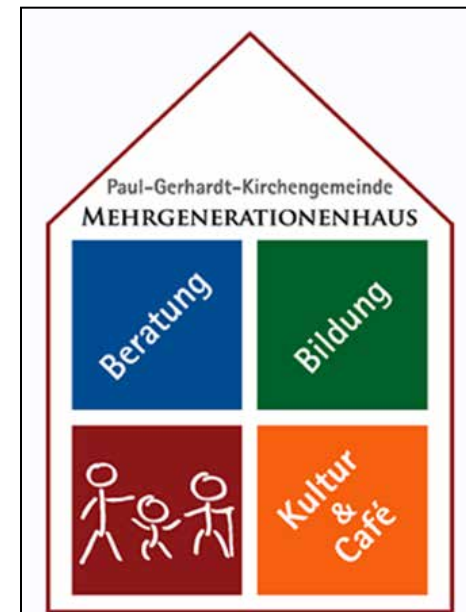 Paul-Gerhardt-Kirchengemeinde
MEHRGENERATIONENHAUS
Beratung
Bildung
Kultur
&
Café